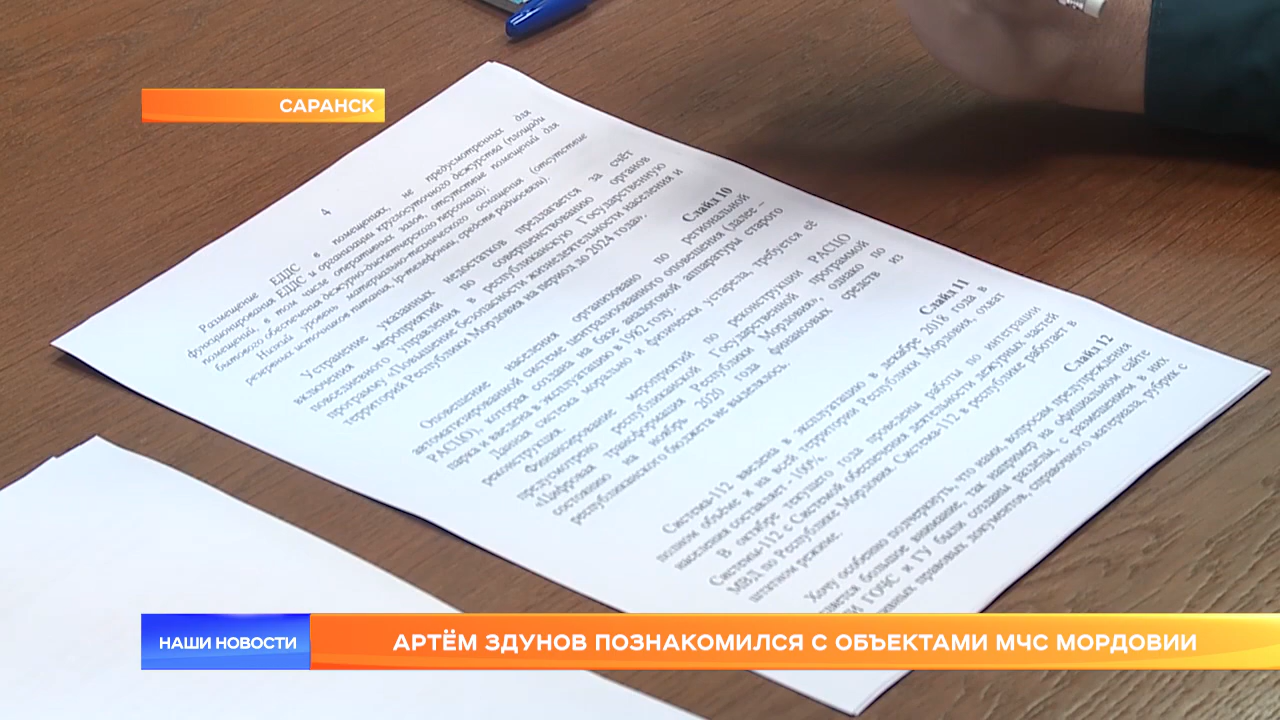 САРАНСК
4
Размещение ЕДДС в помещениях, не предусмотренных для
функционирования ЕДДС и организации круглосуточного дежурства (площади
помещений, в том числе оперативных залов, отсутствие помещений для
бытового обеспечения дежурно-диспетчерского персонала);
Низкий уровень материально-технического оснащения (отсутствие
резервных источников питания, ip-телефонии, средств радиосвязи).
Устранение указанных недостатков предлагается за счёт
включения мероприятий по совершенствованию органов
повседневного управления в республиканскую Государственную
программу «Повышение безопасности жизнедеятельности населения и
территорий Республики Мордовия на период до 2024 года».
Слайд 10
Оповещение населения организовано по региональной
автоматизированной системе централизованного оповещения (далее –
РАСЦО), которая создана на базе аналоговой аппаратуры старого
парка и введена в эксплуатацию в 1982 году.
Данная система морально и физически устарела, требуется её
реконструкция.
Финансирование мероприятий по реконструкции РАСЦО
предусмотрено республиканской Государственной программой
«Цифровая трансформация Республики Мордовия», однако по
состоянию на ноябрь 2020 года финансовых средств из
республиканского бюджета не выделялось.
Слайд 11
Система-112 введена в эксплуатацию в декабре 2018 года в
полном объёме и на всей территории Республики Мордовия, охват
населения составляет - 100%.
В октябре текущего года проведены работы по интеграции
Системы-112 с Системой обеспечения деятельности дежурных частей
МВД по Республике Мордовия. Система-112 в республике работает в
штатном режиме.
Слайд 12
Хочу особенно подчеркнуть, что нами, вопросам предупреждения
уделяется большое внимание, так например на официальном сайте
ГОЧС и ГУ были созданы разделы, с размещением в них
правовых документов, справочного материала, рубрик с
НАШИ НОВОСТИ
АРТЁМ ЗДУНОВ ПОЗНАКОМИЛСЯ С ОБЪЕКТАМИ МЧС МОРДОВИИ